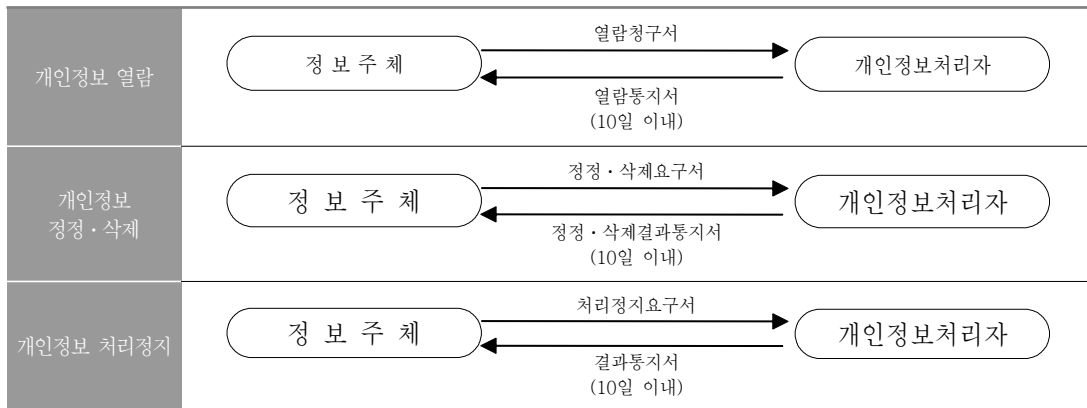 개인정보 열람
정 보 주 체
열람청구서
열람통지서
(10일 이내)
개인정보처리자
개인정보
정정·삭제
정 보 주 체
정정·삭제요구서
정정·삭제결과통지서
(10일 이내)
개인정보처리자
개인정보 처리정지
정 보 주 체
처리정지요구서
결과통지서
(10일 이내)
개인정보처리자